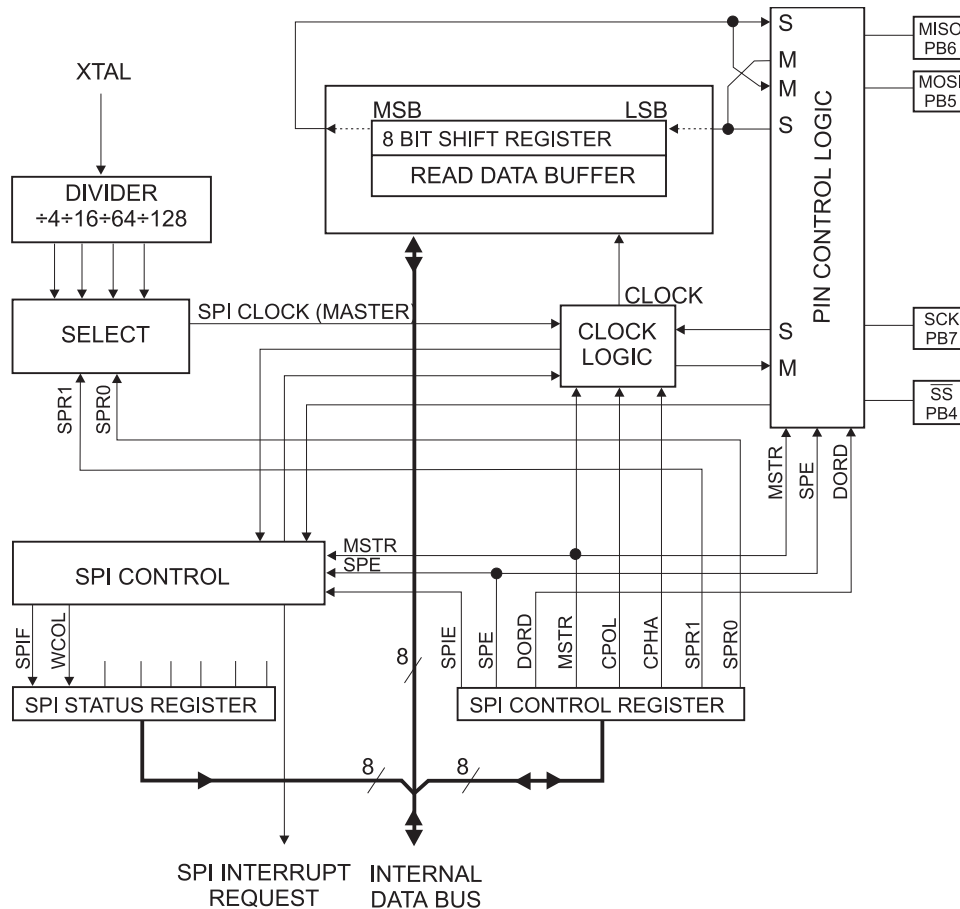 XTAL
DIVIDER
÷4÷16÷64÷128
SELECT
SPI CLOCK (MASTER)
SPR1
SPR0
MSB
LSB
8 BIT SHIFT REGISTER
READ DATA BUFFER
CLOCK
CLOCK
LOGIC
S
M
M
S
S
M
PIN CONTROL LOGIC
MISO
PB6
MOSI
PB5
SCK
PB7
SS
PB4
MSTR
SPE
DORD
SPI CONTROL
MSTR
SPE
SPIF
WCOL
SPI STATUS REGISTER
8
SPIE
SPE
DORD
MSTR
CPOL
CPHA
SPR1
SPR0
SPI CONTROL REGISTER
8
8
SPI INTERRUPT
REQUEST
INTERNAL
DATA BUS